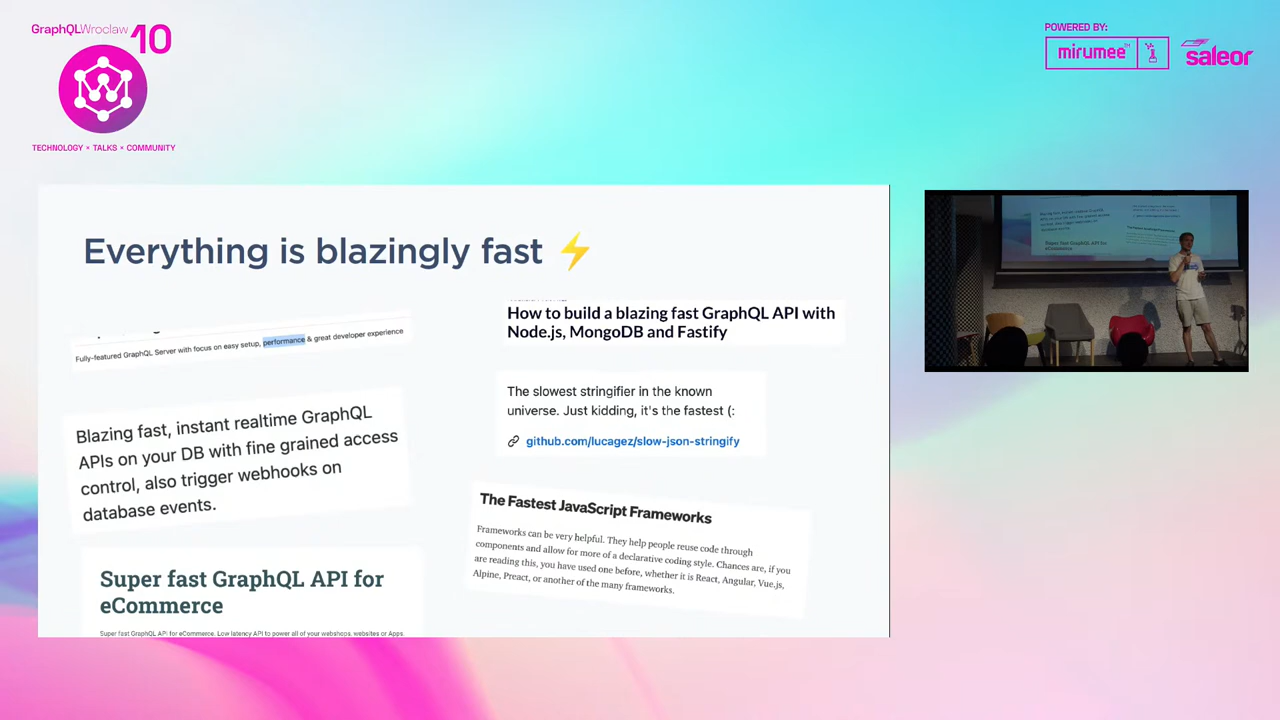 GraphQLWroclaw 10
TECHNOLOGY × TALKS × COMMUNITY
POWERED BY:
mirumee
saleor
Everything is blazingly fast ⚡
Fully-featured GraphQL Server with focus on easy setup, performance & great developer experience
Blazing fast, instant realtime GraphQL
APIs on your DB with fine grained access
control, also trigger webhooks on
database events.
Super fast GraphQL API for
eCommerce
Super fast GraphQL API for eCommerce. Low latency API to power all of your webshops, websites or Apps.
How to build a blazing fast GraphQL API with
Node.js, MongoDB and Fastify
The slowest stringifier in the known
universe. Just kidding, it's the fastest (:
github.com/lucagez/slow-json-stringify
The Fastest JavaScript Frameworks
Frameworks can be very helpful. They help people reuse code through
components and allow for more of a declarative coding style. Chances are, if you
are reading this, you have used one before, whether it is React, Angular, Vue.js,
Alpine, Preact, or another of the many frameworks.